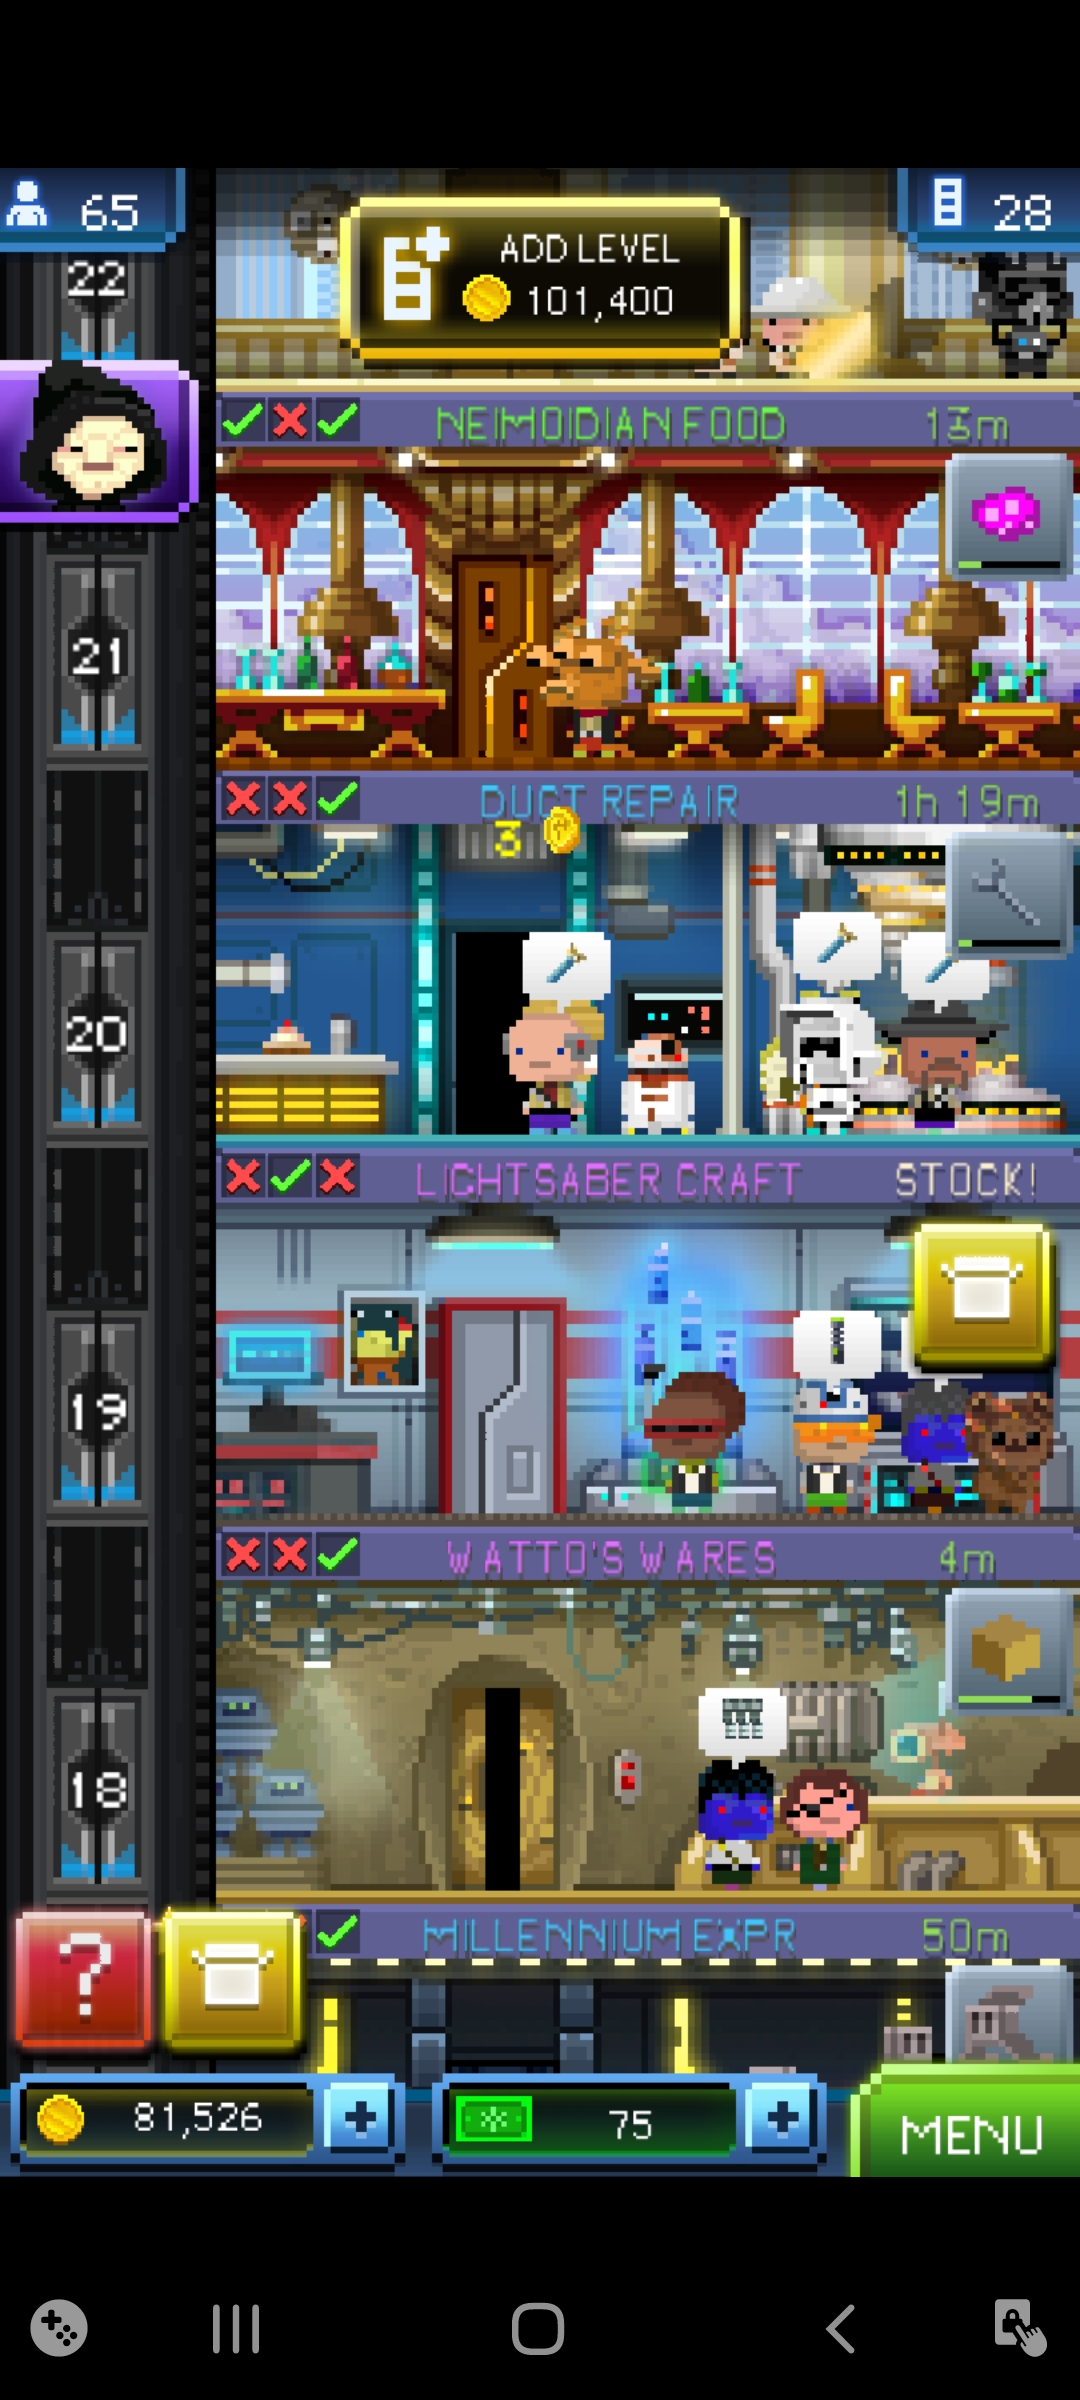 65
ADD LEVEL
101,400
28
22
NEIMOIDIAN FOOD 13m
21
DUCT REPAIR 1h 19m
3
20
LIGHTSABER CRAFT STOCK!
19
WATTO'S WARES 4m
18
MILLENNIUM EXPR 50m
?
81,526
75
MENU